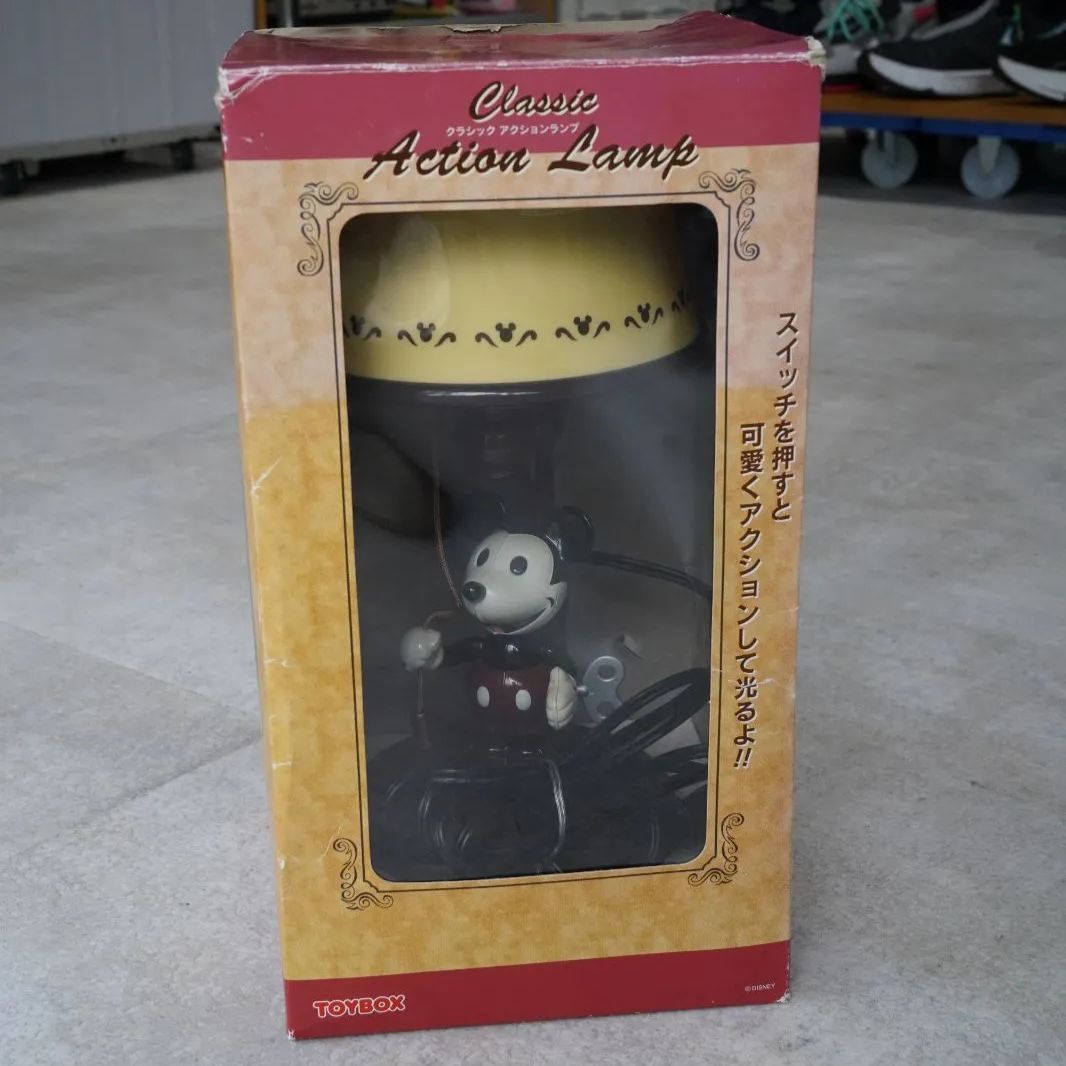 Classic
クラシック アクションランプ
Action Lamp
スイッチを押すと
可愛くアクションして光るよ!!
TOYBOX
©DISNEY